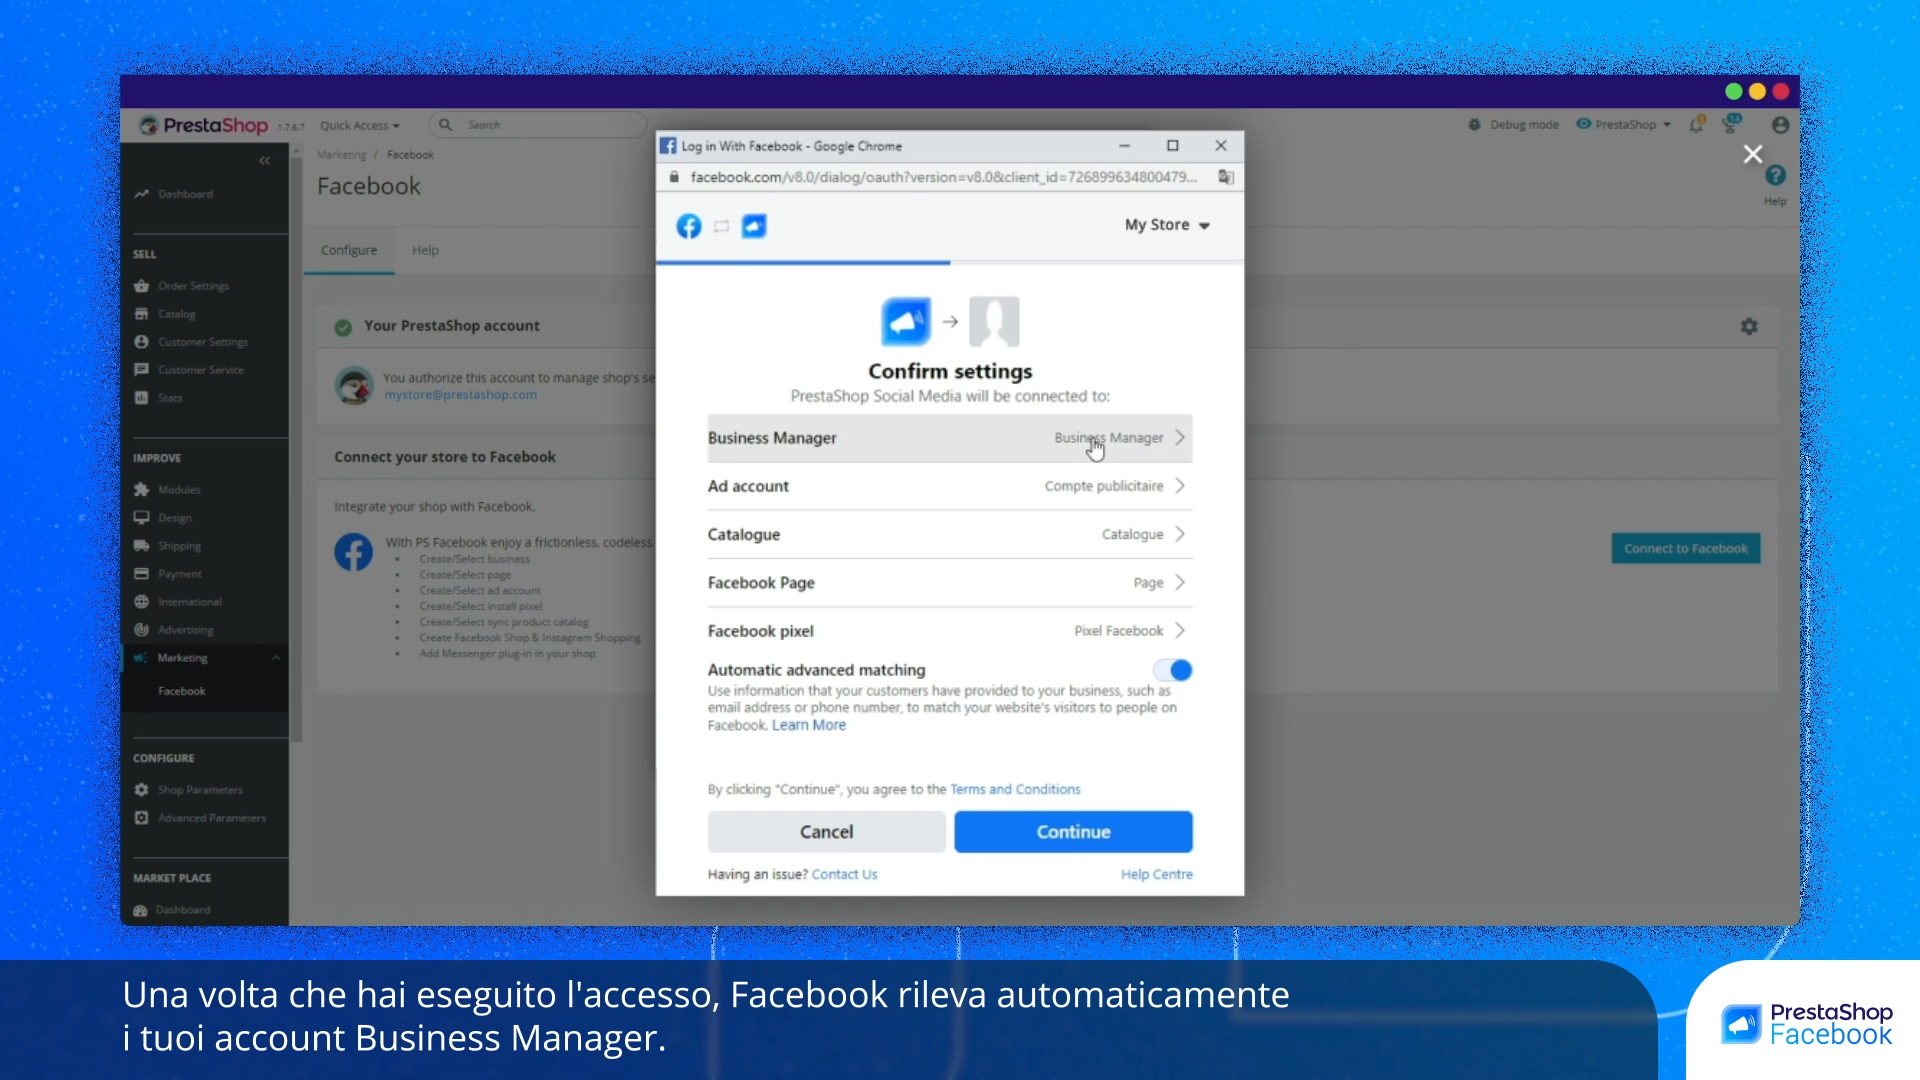 PrestaShop 1.7.6.7 Quick Access Search Debug mode PrestaShop
Marketing / Facebook
Facebook
Help
Configure Help
Dashboard
SELL
Order Settings
Catalog
Customer Settings
Customer Service
Stats
IMPROVE
Modules
Design
Shipping
Payment
International
Advertising
Marketing
Facebook
CONFIGURE
Shop Parameters
Advanced Parameters
MARKET PLACE
Dashboard
Your PrestaShop account
You authorize this account to manage shop's se
mystore@prestashop.com
Connect your store to Facebook
Integrate your shop with Facebook.
With PS Facebook enjoy a frictionless, codeless
Create/Select business
Create/Select page
Create/Select ad account
Create/Select install pixel
Create/Select sync product catalog
Create Facebook Shop & Instagram Shopping
Add Messenger plug-in in your shop
Connect to Facebook
Log in With Facebook - Google Chrome
facebook.com/v8.0/dialog/oauth?version=v8.0&client_id=726899634800479...
My Store
Confirm settings
PrestaShop Social Media will be connected to:
Business Manager Business Manager
Ad account Compte publicitaire
Catalogue Catalogue
Facebook Page Page
Facebook pixel Pixel Facebook
Automatic advanced matching
Use information that your customers have provided to your business, such as
email address or phone number, to match your website's visitors to people on
Facebook. Learn More
By clicking "Continue", you agree to the Terms and Conditions
Cancel Continue
Having an issue? Contact Us Help Centre
Una volta che hai eseguito l'accesso, Facebook rileva automaticamente
i tuoi account Business Manager.
PrestaShop
Facebook